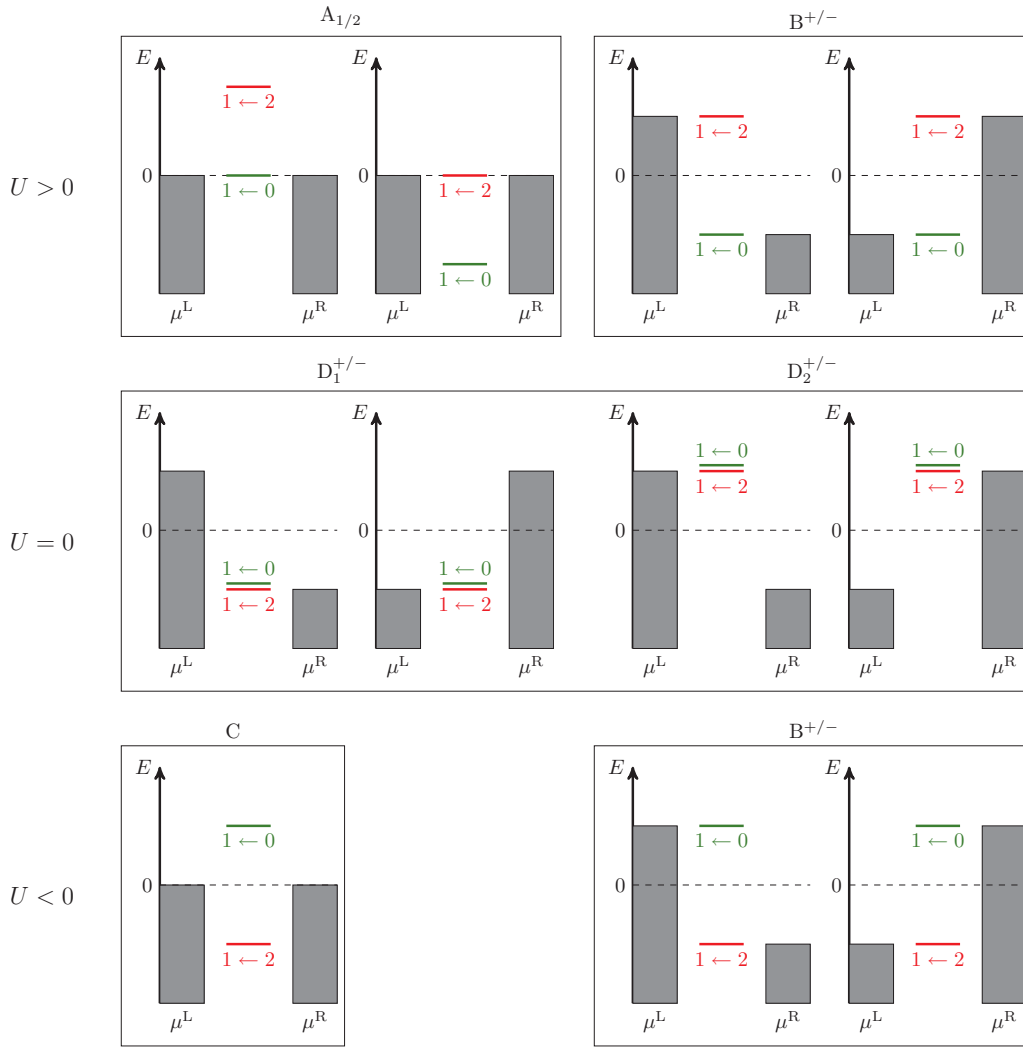 A₁/₂
B⁺/⁻
E E E E
1 ← 2 1 ← 2 1 ← 2
U > 0 0 0 0 0
1 ← 0 1 ← 2
1 ← 0 1 ← 0 1 ← 0
μᴸ μᴿ μᴸ μᴿ μᴸ μᴿ μᴸ μᴿ
D₁⁺/⁻ D₂⁺/⁻
E E E E
1 ← 0 1 ← 0
1 ← 2 1 ← 2
U = 0 0 0 0 0
1 ← 0 1 ← 0
1 ← 2 1 ← 2
μᴸ μᴿ μᴸ μᴿ μᴸ μᴿ μᴸ μᴿ
C B⁺/⁻
E E E
1 ← 0 1 ← 0 1 ← 0
U < 0 0 0 0
1 ← 2 1 ← 2 1 ← 2
μᴸ μᴿ μᴸ μᴿ μᴸ μᴿ